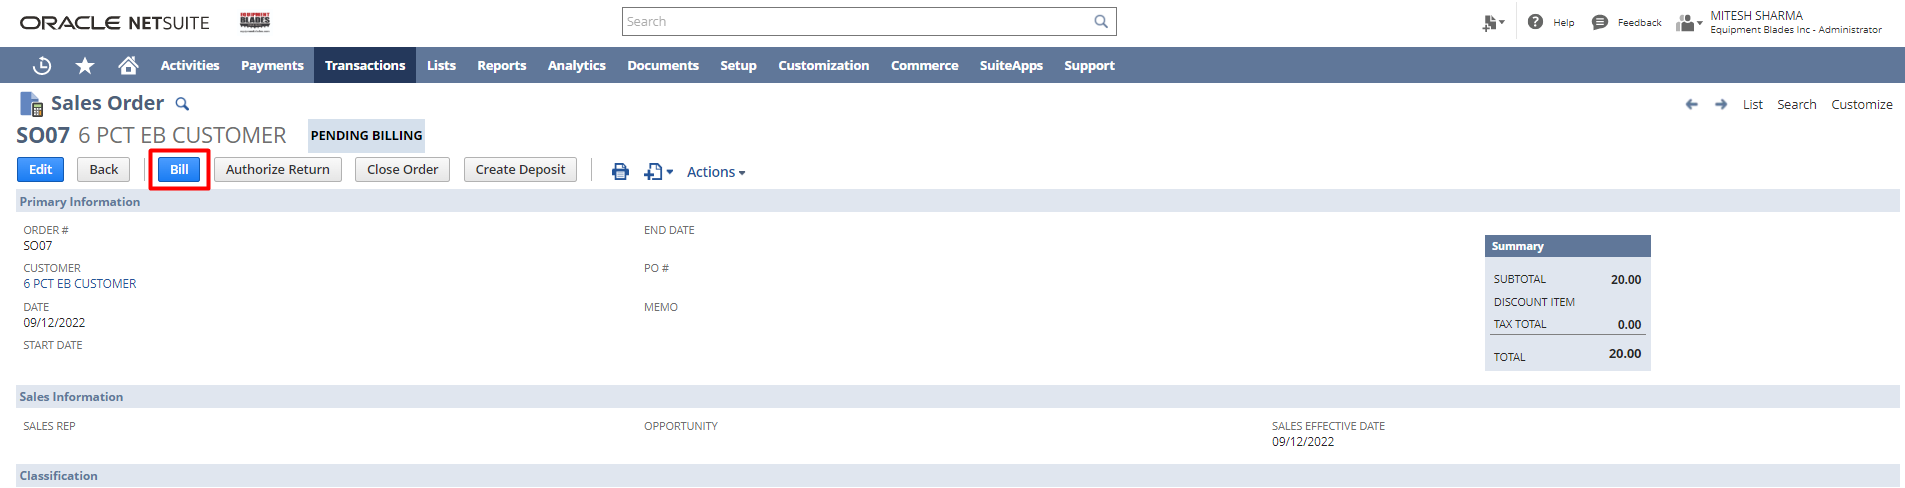 ORACLE NETSUITE
EQUIPMENT
BLADES
Search
Help
Feedback
MITESH SHARMA
Equipment Blades Inc - Administrator
Activities Payments Transactions Lists Reports Analytics Documents Setup Customization Commerce SuiteApps Support
Sales Order
List Search Customize
SO07 6 PCT EB CUSTOMER PENDING BILLING
Edit Back Bill Authorize Return Close Order Create Deposit Actions
Primary Information
ORDER #
SO07
CUSTOMER
6 PCT EB CUSTOMER
DATE
09/12/2022
START DATE
END DATE
PO #
MEMO
Summary
SUBTOTAL 20.00
DISCOUNT ITEM
TAX TOTAL 0.00
TOTAL 20.00
Sales Information
SALES REP
OPPORTUNITY
SALES EFFECTIVE DATE
09/12/2022
Classification